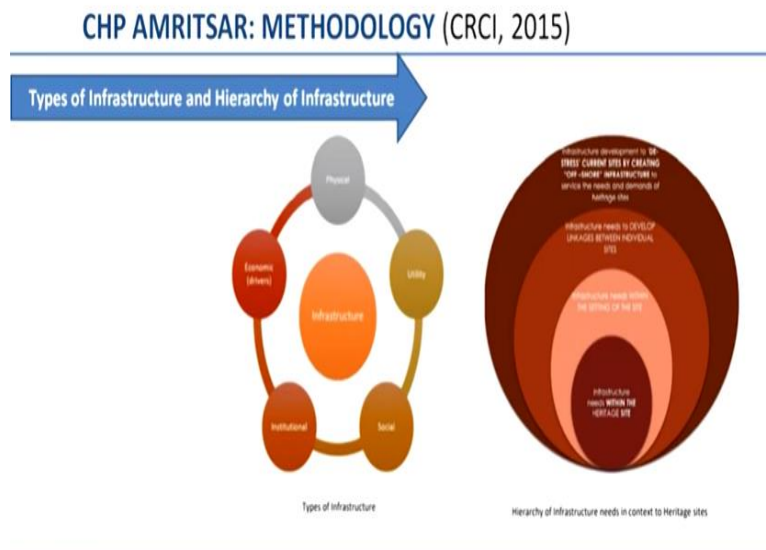 CHP AMRITSAR: METHODOLOGY (CRCI, 2015)
Types of Infrastructure and Hierarchy of Infrastructure
Physical
Economic
(drivers)
Utility
Infrastructure
Institutional
Social
Types of Infrastructure
Infrastructure development to 'DE-
STRESS' CURRENT SITES BY CREATING
"OFF -SHORE" INFRASTRUCTURE to
service the needs and demands of
heritage sites
Infrastructure needs to DEVELOP
LINKAGES BETWEEN INDIVIDUAL
SITES
Infrastructure needs WITHIN
THE SETTING OF THE SITE
Infrastructure
needs WITHIN THE
HERITAGE SITE
Hierarchy of Infrastructure needs in context to Heritage sites